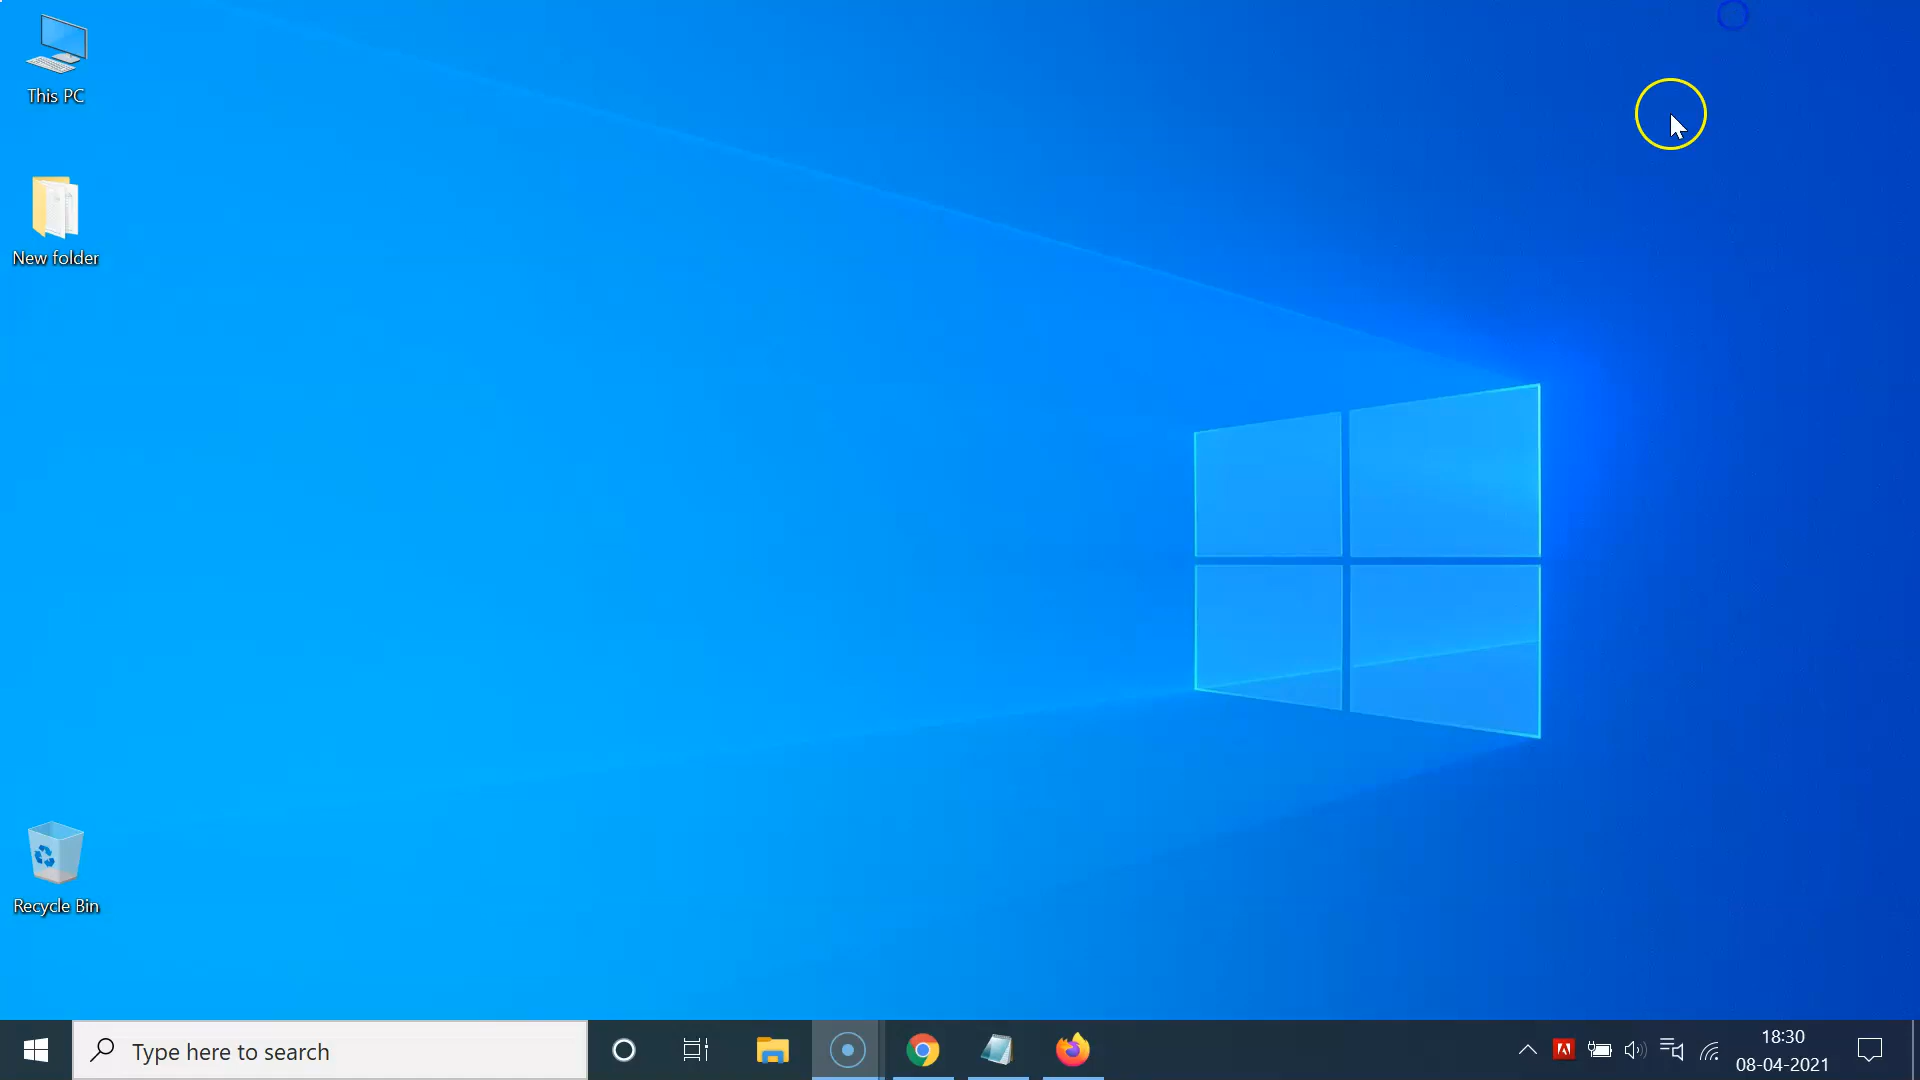 This PC
New folder
Recycle Bin
Type here to search
18:30
08-04-2021